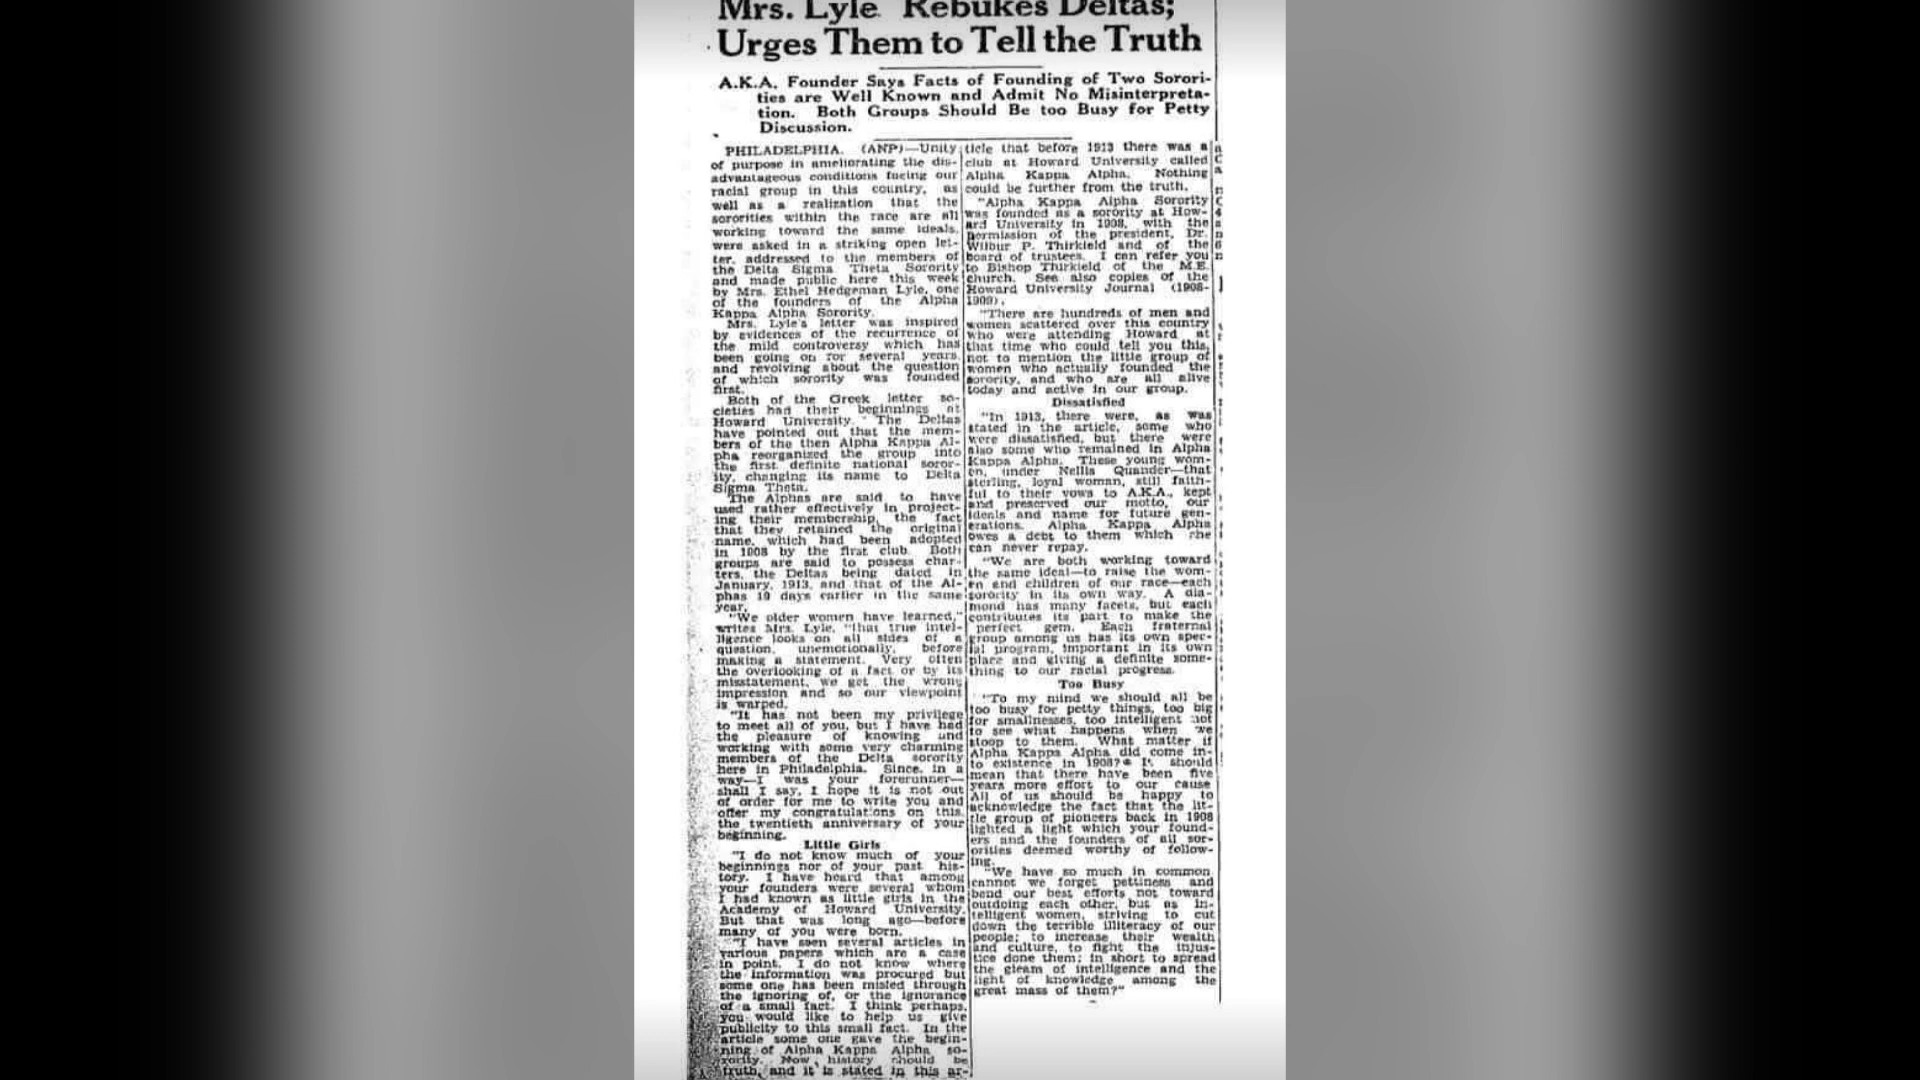 Mrs. Lyle Rebukes Deltas;
Urges Them to Tell the Truth
A.K.A. Founder Says Facts of Founding of Two Sorori-
ties are Well Known and Admit No Misinterpreta-
tion. Both Groups Should Be too Busy for Petty
Discussion.
PHILADELPHIA. (ANP)—Unity
of purpose in ameliorating the dis-
advantageous conditions facing our
racial group in this country, as
well as a realization that the
sororities within the race are all
working toward the same ideals,
were asked in a striking open let-
ter, addressed to the members of
the Delta Sigma Theta Sorority
and made public here this week
by Mrs. Ethel Hedgeman Lyle, one
of the founders of the Alpha
Kappa Alpha Sorority.
Mrs. Lyle's letter was inspired
by evidences of the recurrence of
the mild controversy which has
been going on for several years,
and revolving about the question
of which sorority was founded
first.
Both of the Greek letter so-
cieties had their beginnings at
Howard University. The Deltas
have pointed out that the mem-
bers of the then Alpha Kappa Al-
pha reorganized the group into
the first definite national soror-
ity, changing its name to Delta
Sigma Theta.
The Alphas are said to have
used rather effectively in project-
ing their membership, the fact
that they retained the original
name, which had been adopted
in 1908 by the first club. Both
groups are said to possess char-
ters, the Deltas being dated in
January, 1913, and that of the Al-
phas 19 days earlier in the same
year.
"We older women have learned,"
writes Mrs. Lyle, "that true intel-
ligence looks on all sides of a
question, unemotionally, before
making a statement. Very often
the overlooking of a fact or by its
misstatement, we get the wrong
impression and so our viewpoint
is warped.
"It has not been my privilege
to meet all of you, but I have had
the pleasure of knowing and
working with some very charming
members of the Delta sorority
here in Philadelphia. Since, in a
way—I was your forerunner—
shall I say, I hope it is not out
of order for me to write you and
offer my congratulations on this,
the twentieth anniversary of your
beginning.
Little Girls
"I do not know much of your
beginnings nor of your past his-
tory. I have heard that among
your founders were several whom
I had known as little girls in the
Academy of Howard University.
But that was long ago—before
many of you were born.
"I have seen several articles in
various papers which are a case
in point. I do not know where
the information was procured but
some one has been misled through
the ignoring of, or the ignorance
of a small fact. I think perhaps,
you would like to help us give
publicity to this small fact. In the
article some one gave the begin-
ning of Alpha Kappa Alpha so-
rority. Now, history should be
truth, and it is stated in this ar-
ticle that before 1913 there was a
club at Howard University called
Alpha Kappa Alpha. Nothing
could be further from the truth.
"Alpha Kappa Alpha Sorority
was founded as a sorority at How-
ard University in 1908, with the
permission of the president, Dr.
Wilbur P. Thirkield and of the
board of trustees. I can refer you
to Bishop Thirkield of the M.E.
church. See also copies of the
Howard University Journal (1908-
1909).
"There are hundreds of men and
women scattered over this country
who were attending Howard at
that time who could tell you this,
not to mention the little group of
women who actually founded the
sorority, and who are all alive
today and active in our group.
Dissatisfied
"In 1913, there were, as was
stated in the article, some who
were dissatisfied, but there were
also some who remained in Alpha
Kappa Alpha. These young wom-
en, under Nellie Quander—that
sterling, loyal woman, still faith-
ful to their vows to A.K.A., kept
and preserved our motto, our
ideals and name for future gen-
erations. Alpha Kappa Alpha
owes a debt to them which she
can never repay.
"We are both working toward
the same ideal—to raise the wom-
en and children of our race—each
sorority in its own way. A dia-
mond has many facets, but each
contributes its part to make the
perfect gem. Each fraternal
group among us has its own spec-
ial program, important in its own
place and giving a definite some-
thing to our racial progress.
Too Busy
"To my mind we should all be
too busy for petty things, too big
for smallnesses, too intelligent not
to see what happens when we
stoop to them. What matter if
Alpha Kappa Alpha did come in-
to existence in 1908? It should
mean that there have been five
years more effort to our cause
All of us should be happy to
acknowledge the fact that the lit-
tle group of pioneers back in 1908
lighted a light which your found-
ers and the founders of all sor-
orities deemed worthy of follow-
ing.
"We have so much in common
cannot we forget pettiness and
bend our best efforts not toward
outdoing each other, but as in-
telligent women, striving to cut
down the terrible illiteracy of our
people; to increase their wealth
and culture, to fight the injus-
tice done them; in short to spread
the gleam of intelligence and the
light of knowledge among the
great mass of them?"